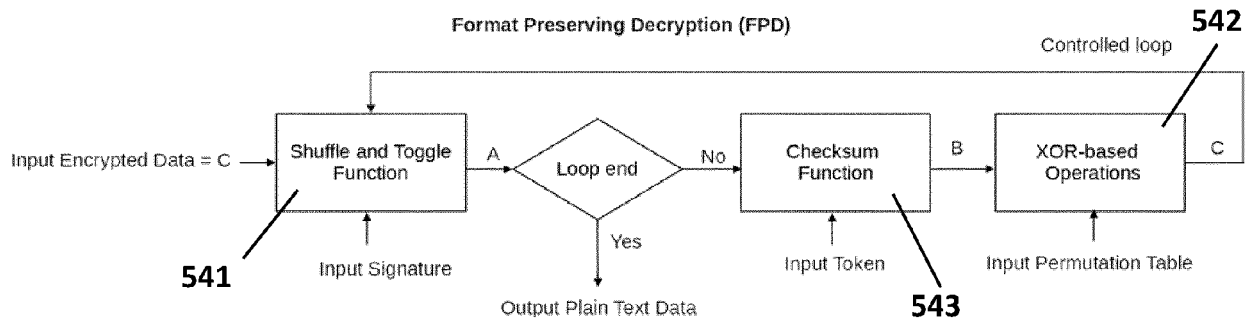 Format Preserving Decryption (FPD)
542
Controlled loop
Input Encrypted Data = C
Shuffle and Toggle
Function
A
Loop end
No
Checksum
Function
B
XOR-based
Operations
C
Yes
541
Input Signature
Input Token
Input Permutation Table
543
Output Plain Text Data